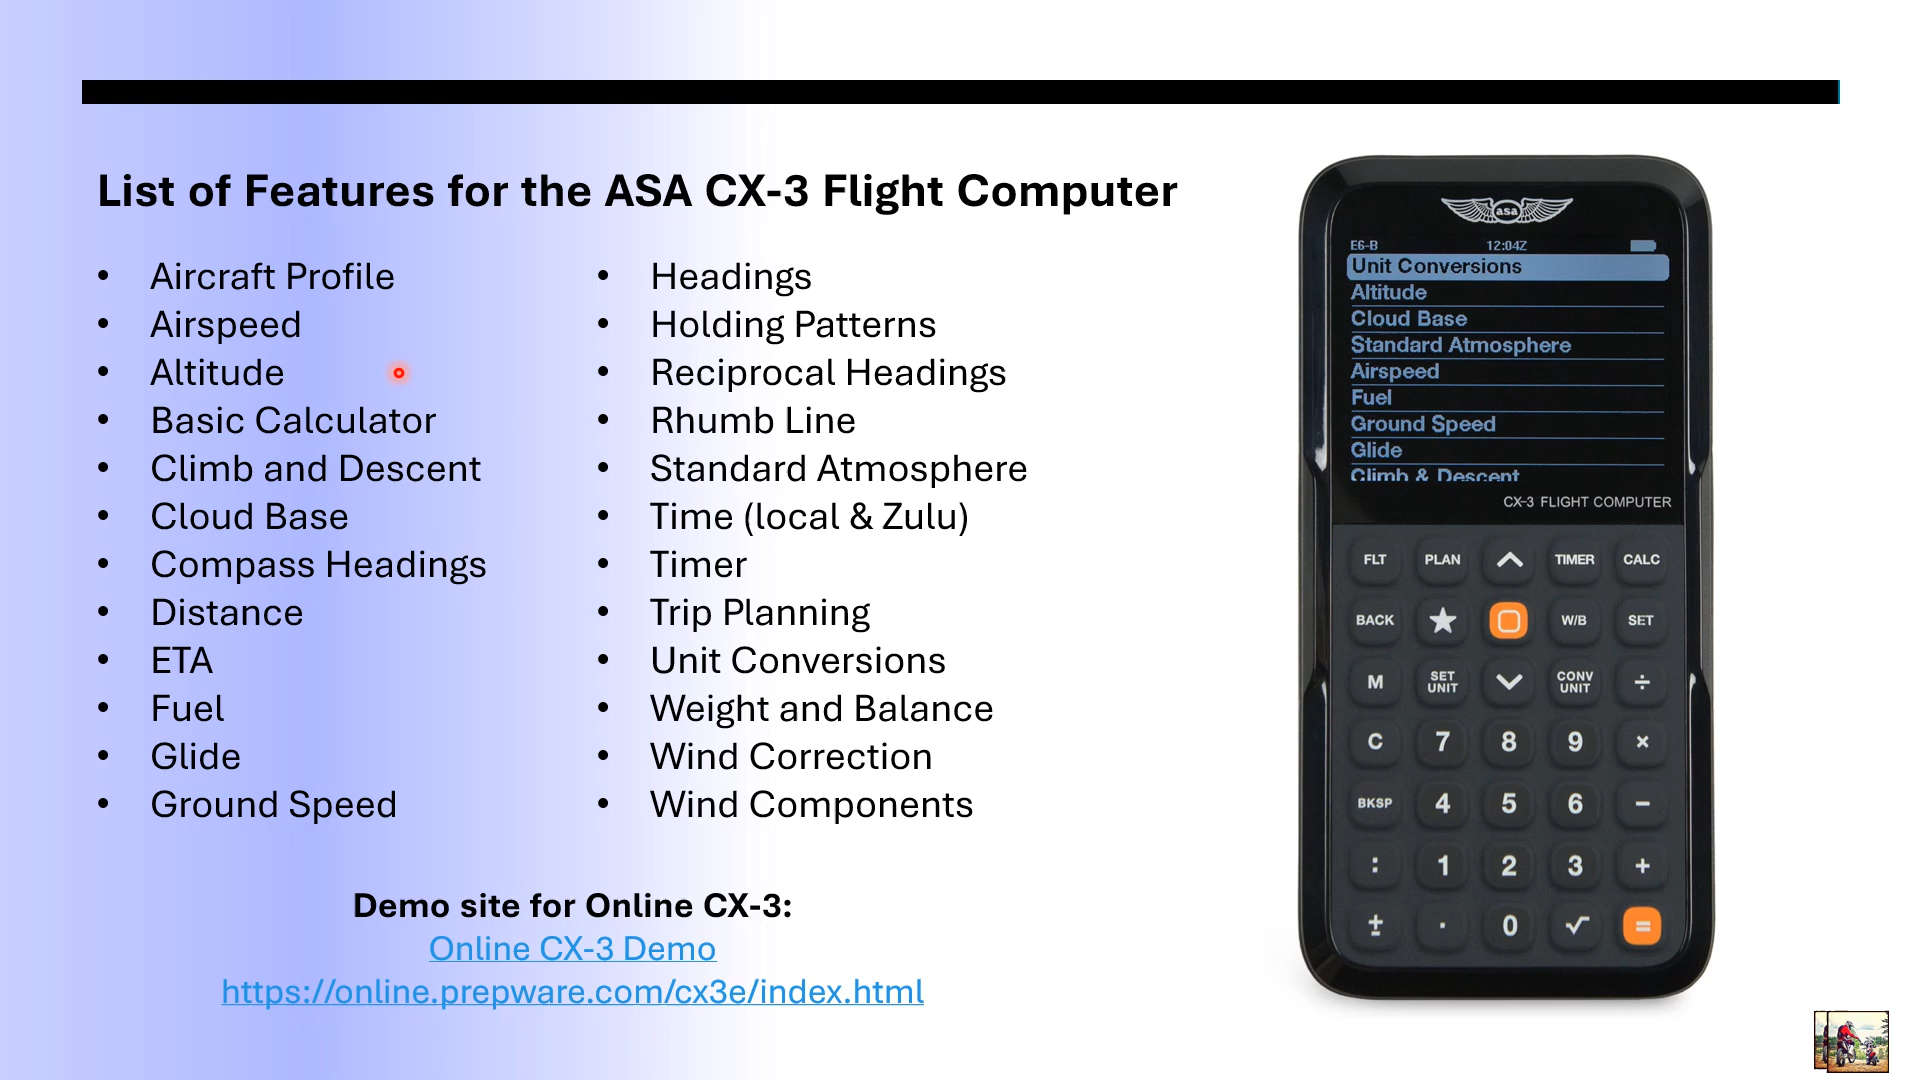 List of Features for the ASA CX-3 Flight Computer
• Aircraft Profile
• Airspeed
• Altitude
• Basic Calculator
• Climb and Descent
• Cloud Base
• Compass Headings
• Distance
• ETA
• Fuel
• Glide
• Ground Speed
• Headings
• Holding Patterns
• Reciprocal Headings
• Rhumb Line
• Standard Atmosphere
• Time (local & Zulu)
• Timer
• Trip Planning
• Unit Conversions
• Weight and Balance
• Wind Correction
• Wind Components
Demo site for Online CX-3:
Online CX-3 Demo
https://online.prepware.com/cx3e/index.html
asa
E6-B 12:04Z
Unit Conversions
Altitude
Cloud Base
Standard Atmosphere
Airspeed
Fuel
Ground Speed
Glide
Climb & Descent
CX-3 FLIGHT COMPUTER
FLT PLAN TIMER CALC
BACK W/B SET
M SET UNIT CONV UNIT ÷
C 7 8 9 ×
BKSP 4 5 6 −
: 1 2 3 +
± . 0 √ =